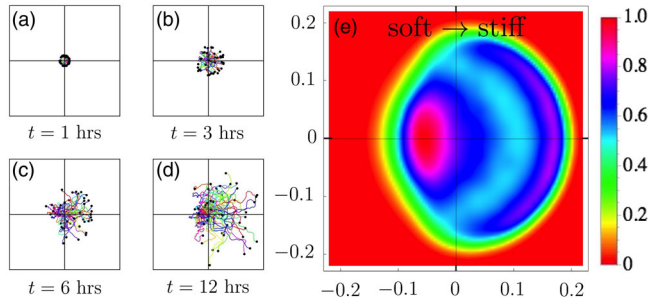 (a)
(b)
t = 1 hrs
t = 3 hrs
(c)
(d)
t = 6 hrs
t = 12 hrs
(e) soft → stiff
0.2
0.1
0
−0.1
−0.2
−0.2 −0.1 0 0.1 0.2
1.0
0.8
0.6
0.4
0.2
0